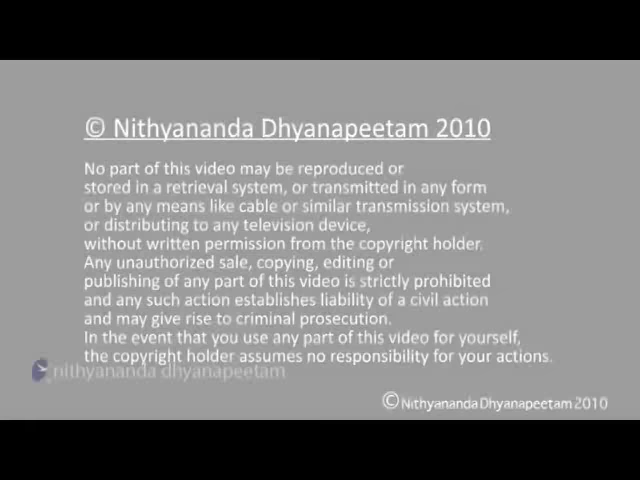 © Nithyananda Dhyanapeetam 2010
No part of this video may be reproduced or
stored in a retrieval system, or transmitted in any form
or by any means like cable or similar transmission system,
or distributing to any television device,
without written permission from the copyright holder.
Any unauthorized sale, copying, editing or
publishing of any part of this video is strictly prohibited
and any such action establishes liability of a civil action
and may give rise to criminal prosecution.
In the event that you use any part of this video for yourself,
the copyright holder assumes no responsibility for your actions.
nithyananda dhyanapeetam
©Nithyananda Dhyanapeetam 2010